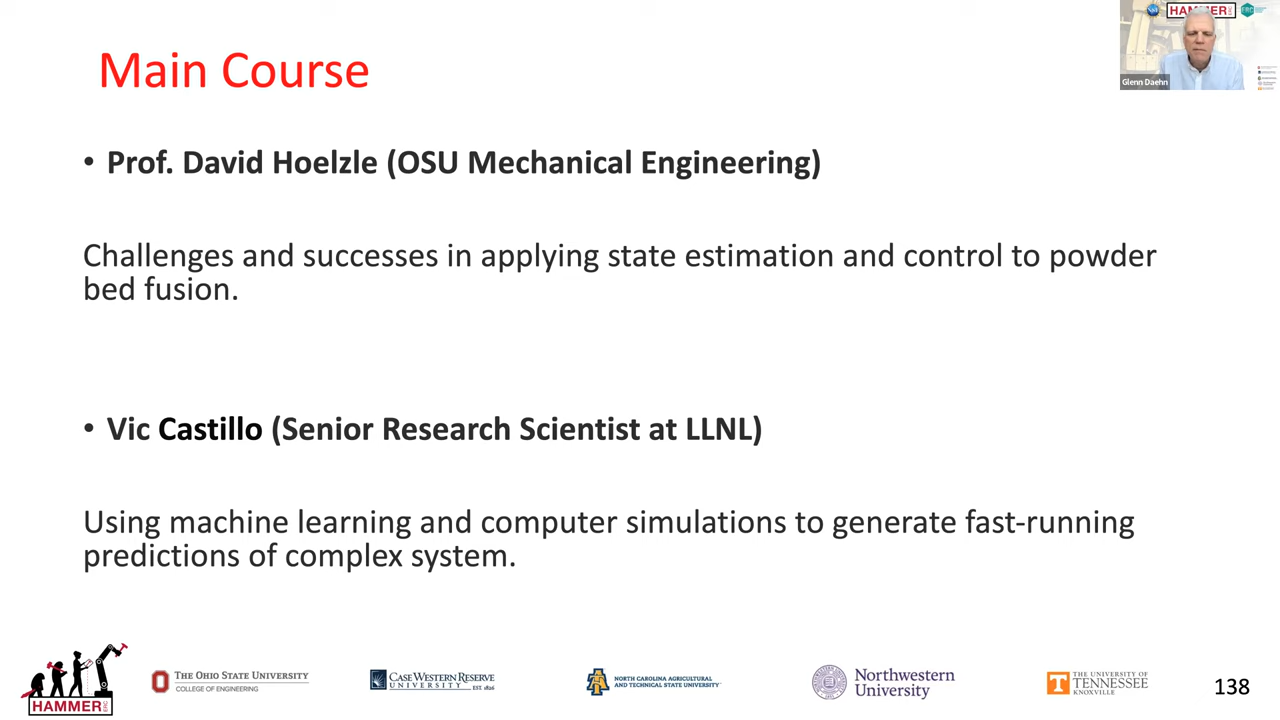 HAMMER
ERC
Glenn Daehn
Main Course
• Prof. David Hoelzle (OSU Mechanical Engineering)
Challenges and successes in applying state estimation and control to powder
bed fusion.
• Vic Castillo (Senior Research Scientist at LLNL)
Using machine learning and computer simulations to generate fast-running
predictions of complex system.
HAMMER
ERC
THE OHIO STATE UNIVERSITY
COLLEGE OF ENGINEERING
CASE WESTERN RESERVE
UNIVERSITY EST. 1826
NORTH CAROLINA AGRICULTURAL
AND TECHNICAL STATE UNIVERSITY
Northwestern
University
THE UNIVERSITY OF
TENNESSEE
KNOXVILLE
138